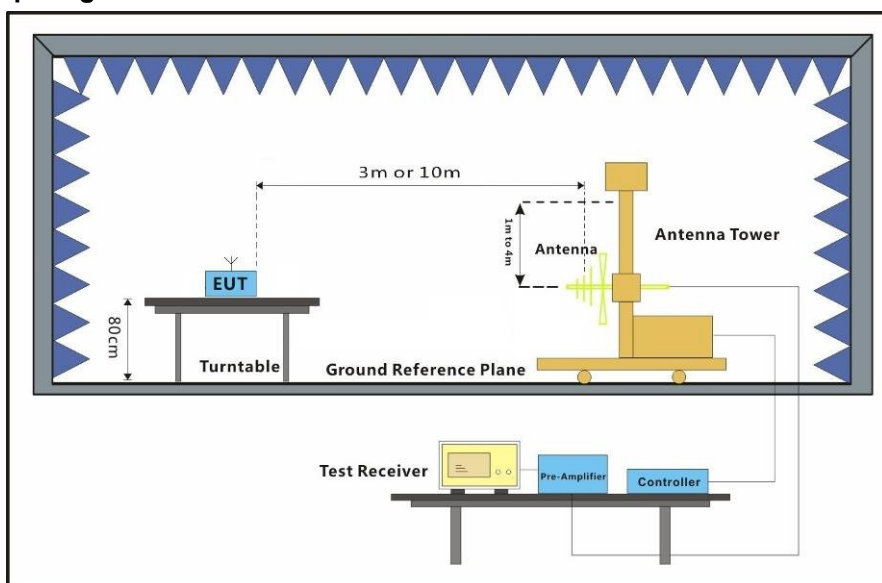 3m or 10m
1m to 4m
Antenna
Antenna Tower
EUT
80cm
Turntable
Ground Reference Plane
Test Receiver
Pre-Amplifier
Controller